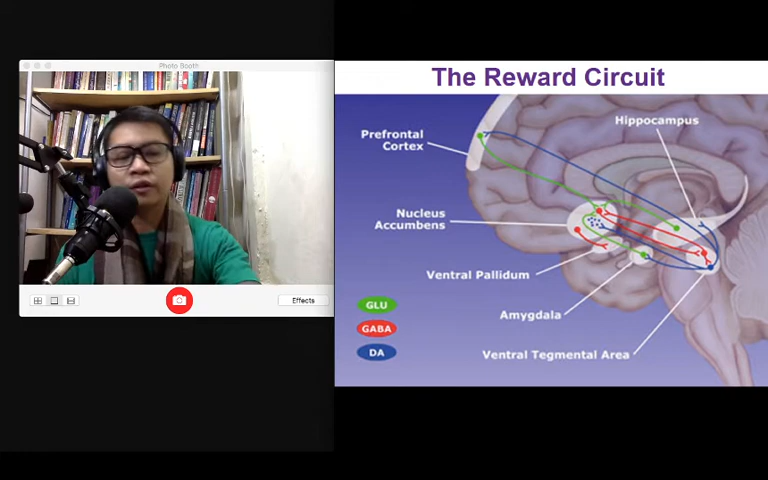 Photo Booth
Effects
The Reward Circuit
Hippocampus
Prefrontal
Cortex
Nucleus
Accumbens
Ventral Pallidum
Amygdala
Ventral Tegmental Area
GLU
GABA
DA